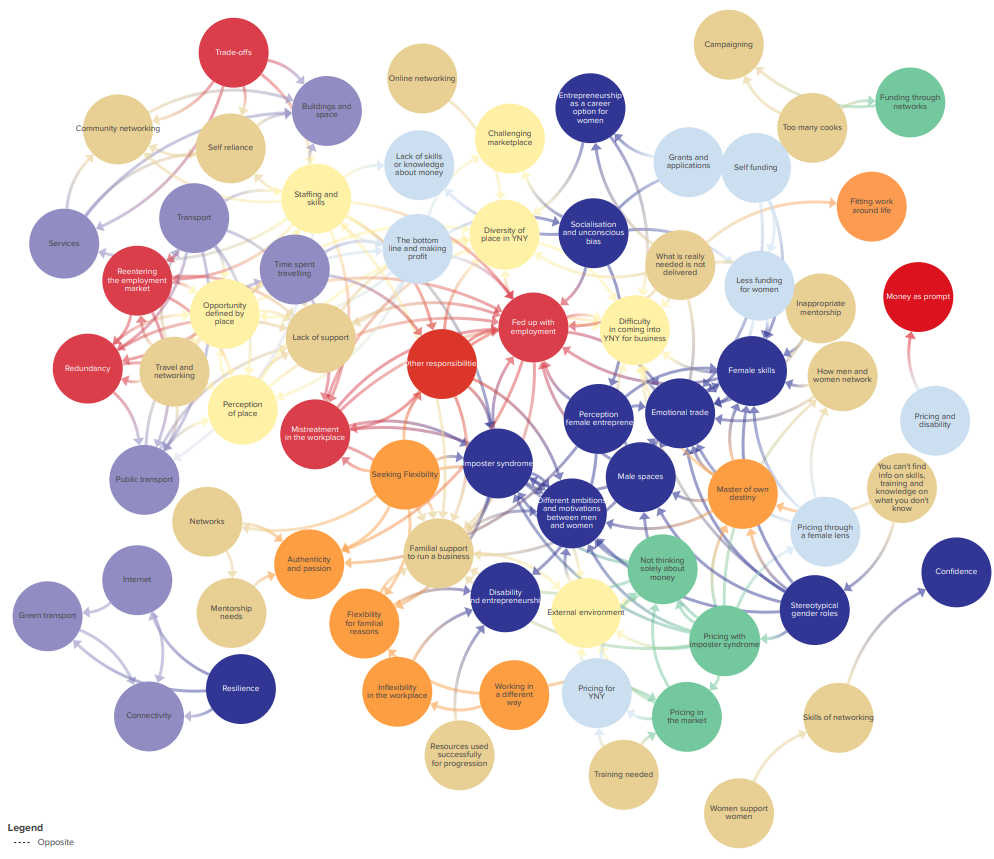 Campaigning
Trade-offs
Online networking
Entrepreneurship
as a career
option for
women
Funding through
networks
Buildings and
space
Community networking
Too many cooks
Challenging
marketplace
Self reliance
Lack of skills
or knowledge
about money
Grants and
applications
Self funding
Staffing and
skills
Fitting work
around life
Transport
Socialisation
and unconscious
bias
Diversity of
place in YNY
Services
The bottom
line and making
profit
What is really
needed is not
delivered
Time spent
travelling
Reentering
the employment
market
Less funding
for women
Money as prompt
Inappropriate
mentorship
Opportunity
defined by
place
Fed up with
employment
Difficulty
in coming into
YNY for business
Lack of support
Other responsibilitie
Redundancy
Travel and
networking
Female skills
How men and
women network
Perception
of place
Perception
female entreprene
Emotional trade
Pricing and
disability
Mistreatment
in the workplace
Imposter syndrome
Seeking Flexibility
Male spaces
Public transport
Master of own
destiny
You can't find
info on skills,
training and
knowledge on
what you don't
know
Different ambitions
and motivations
between men
and women
Networks
Pricing through
a female lens
Familial support
to run a business
Authenticity
and passion
Not thinking
solely about
money
Confidence
Internet
Disability
nd entrepreneurshi
Green transport
Mentorship
needs
External environment
Stereotypical
gender roles
Flexibility
for familial
reasons
Pricing with
imposter syndrome
Resilience
Inflexibility
in the workplace
Working in
a different
way
Pricing for
YNY
Connectivity
Pricing in
the market
Skills of networking
Resources used
successfully
for progression
Training needed
Women support
women
Legend
Opposite